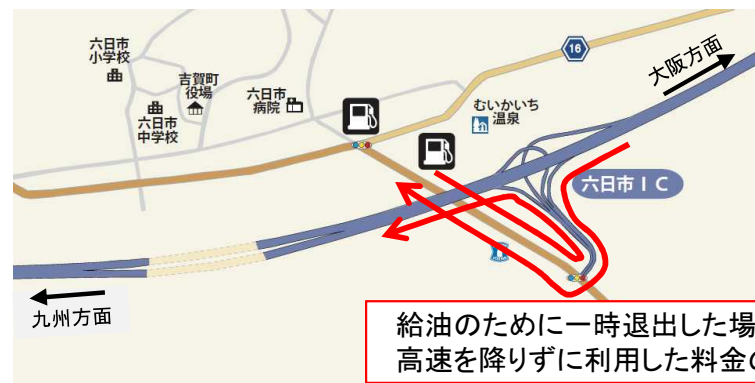 六日市
小学校
吉賀町
役場
六日市
中学校
六日市
病院
むいかいち
温泉
16
大阪方面
六日市IC
九州方面
給油のために一時退出した場
高速を降りずに利用した料金の